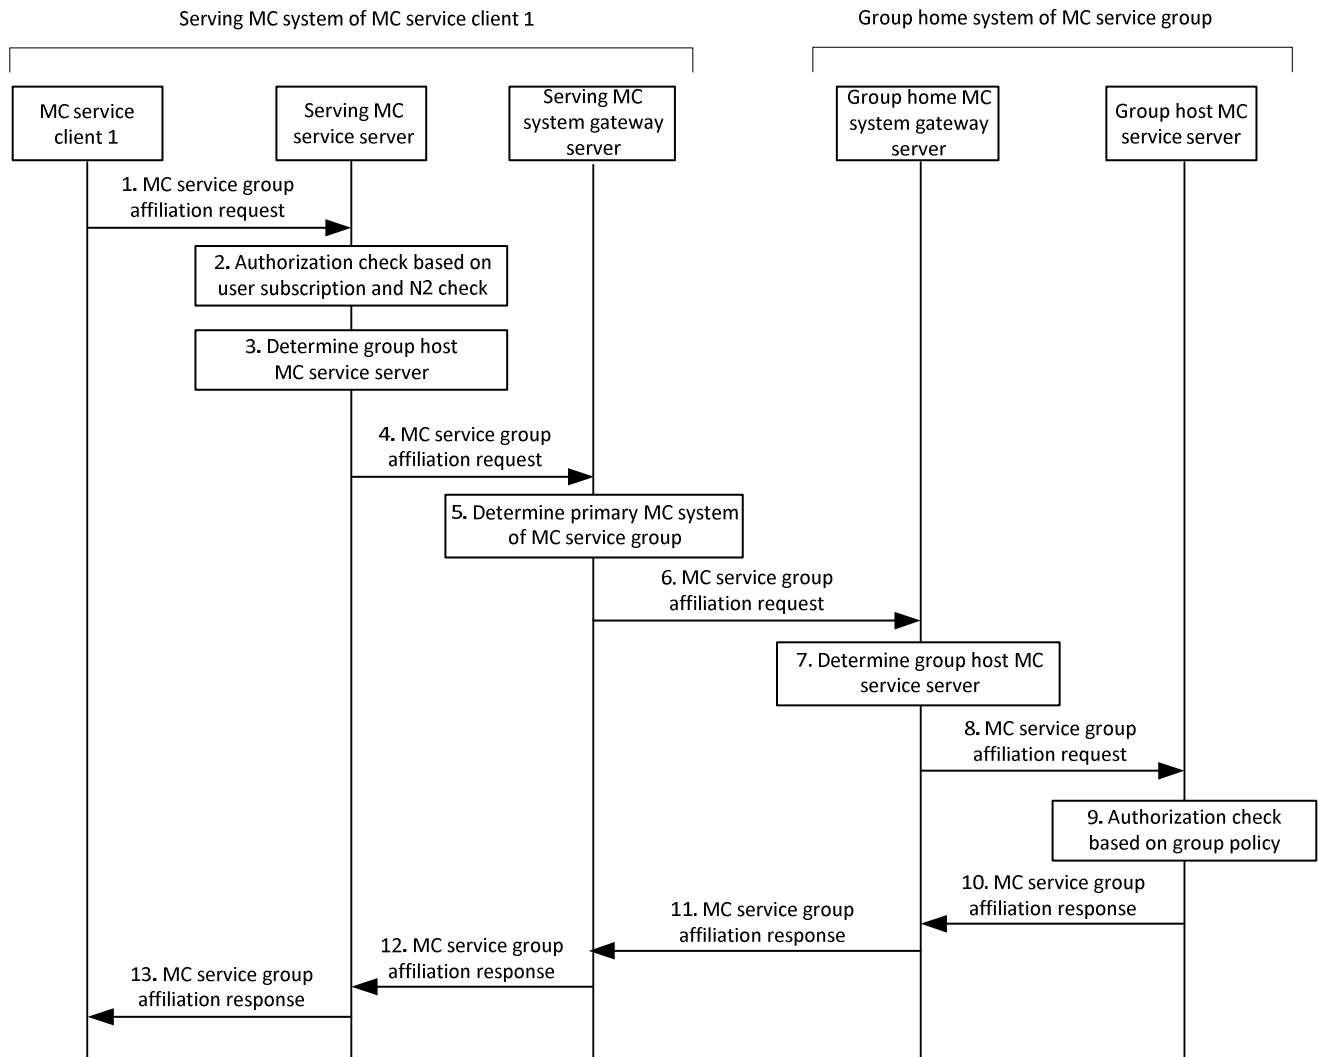 Serving MC system of MC service client 1
Group home system of MC service group
MC service
client 1
Serving MC
service server
Serving MC
system gateway
server
Group home MC
system gateway
server
Group host MC
service server
1. MC service group
affiliation request
2. Authorization check based on
user subscription and N2 check
3. Determine group host
MC service server
4. MC service group
affiliation request
5. Determine primary MC system
of MC service group
6. MC service group
affiliation request
7. Determine group host MC
service server
8. MC service group
affiliation request
9. Authorization check
based on group policy
10. MC service group
affiliation response
11. MC service group
affiliation response
12. MC service group
affiliation response
13. MC service group
affiliation response